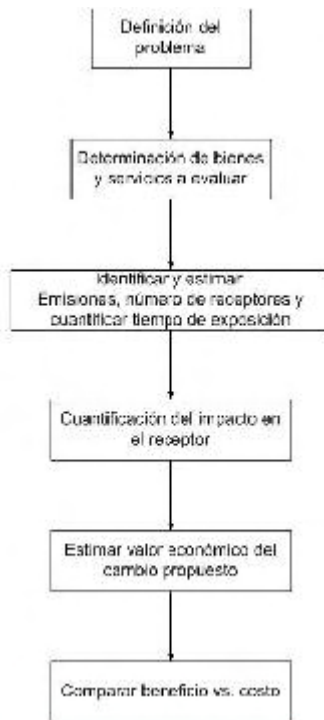 Definición del
problema
Determinación de bienes
y servicios a evaluar
Identificar y estimar
Emisiones, número de receptores y
cuantificar tiempo de exposición
Cuantificación del impacto en
el receptor
Estimar valor económico del
cambio propuesto
Comparar beneficio vs. costo